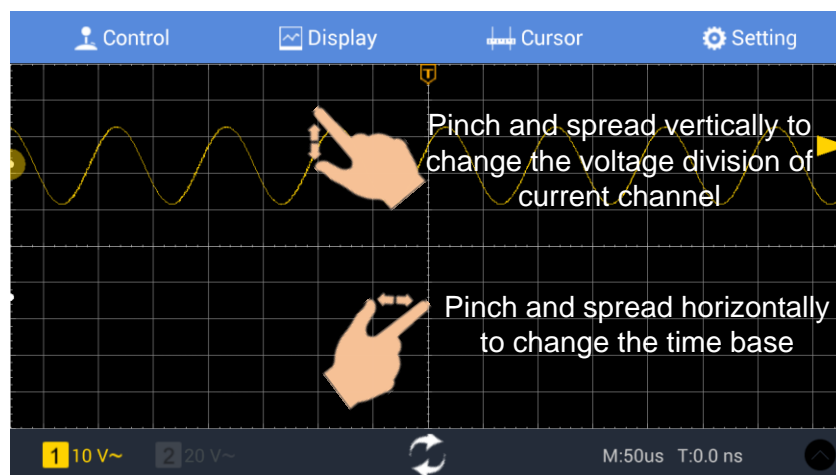 Control Display Cursor Setting
T
Pinch and spread vertically to
change the voltage division of
current channel
Pinch and spread horizontally
to change the time base
1 10 V~ 2 20 V~ M:50us T:0.0 ns